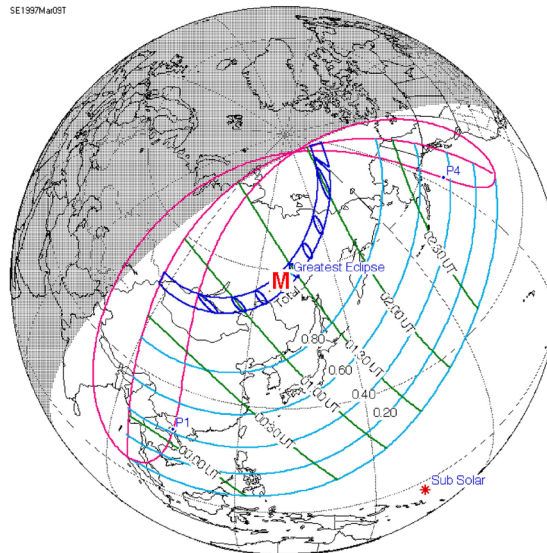 SE1997Mar09T
P4
02:30 UT
Greatest Eclipse
M
Total
02:00 UT
0.80
01:30 UT
0.60
01:00 UT
0.40
0.20
00:30 UT
P1
00:00 UT
Sub Solar